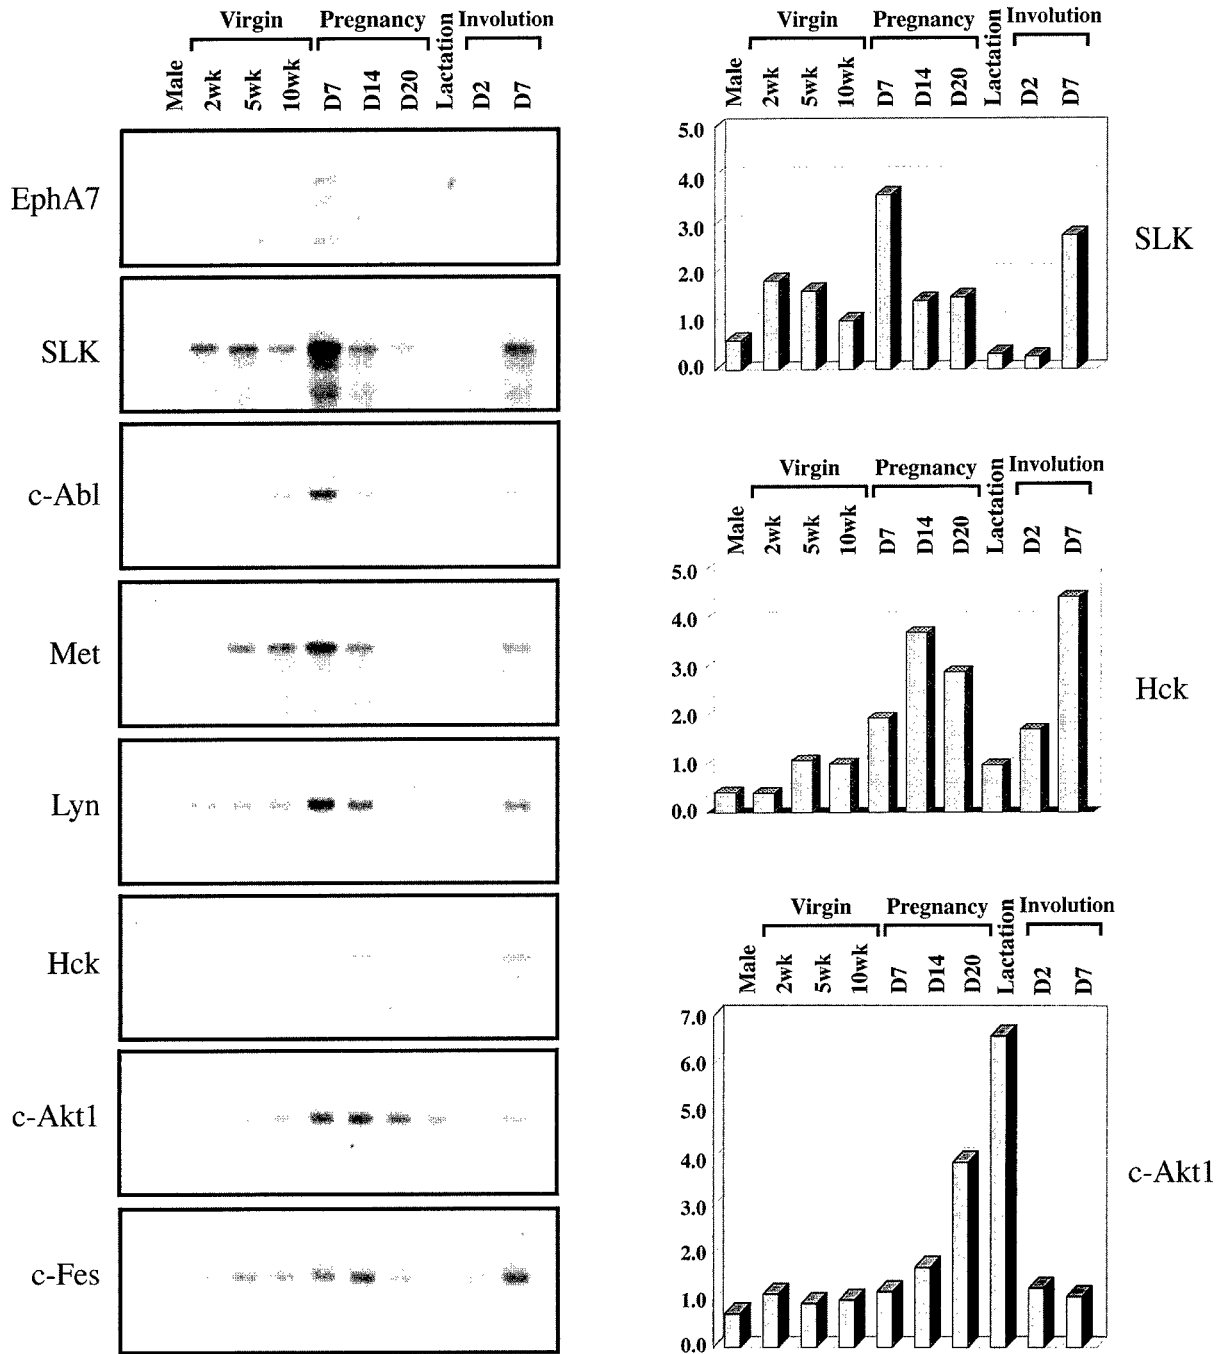 Virgin Pregnancy Lactation Involution
Male 2wk 5wk 10wk D7 D14 D20 D2 D7
EphA7
SLK
c-Abl
Met
Lyn
Hck
c-Akt1
c-Fes
Virgin Pregnancy Lactation Involution
Male 2wk 5wk 10wk D7 D14 D20 D2 D7
5.0
4.0
3.0
2.0
1.0
0.0
SLK
Virgin Pregnancy Lactation Involution
Male 2wk 5wk 10wk D7 D14 D20 D2 D7
5.0
4.0
3.0
2.0
1.0
0.0
Hck
Virgin Pregnancy Lactation Involution
Male 2wk 5wk 10wk D7 D14 D20 D2 D7
7.0
6.0
5.0
4.0
3.0
2.0
1.0
0.0
c-Akt1